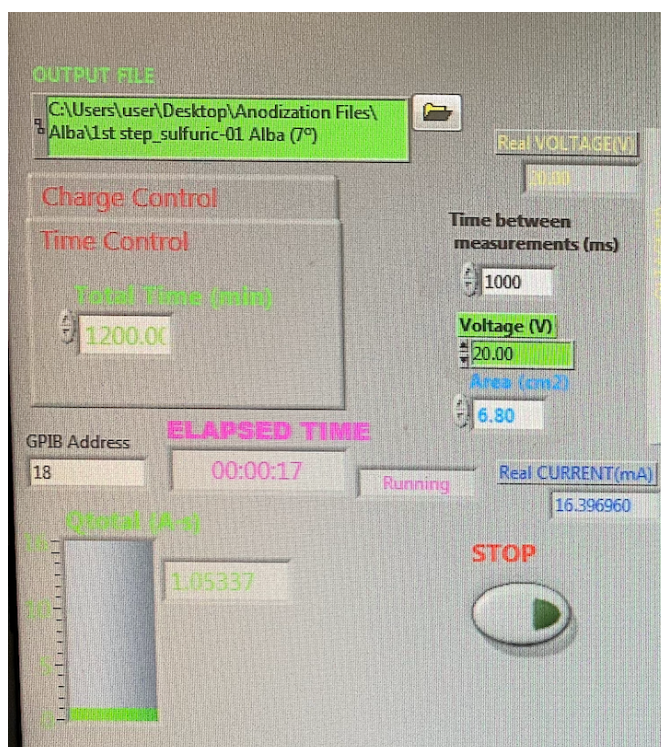 OUTPUT FILE
C:\Users\user\Desktop\Anodization Files\
Alba\1st step_sulfuric-01 Alba (7º)
Real VOLTAGE(V)
20.00
Charge Control
Time Control
Total Time (min)
1200.00
Time between
measurements (ms)
1000
Voltage (V)
20.00
Area (cm2)
6.80
GPIB Address
18
ELAPSED TIME
00:00:17
Running
Real CURRENT(mA)
16.396960
Qtotal (A-s)
1.05337
15
10
5
0
STOP